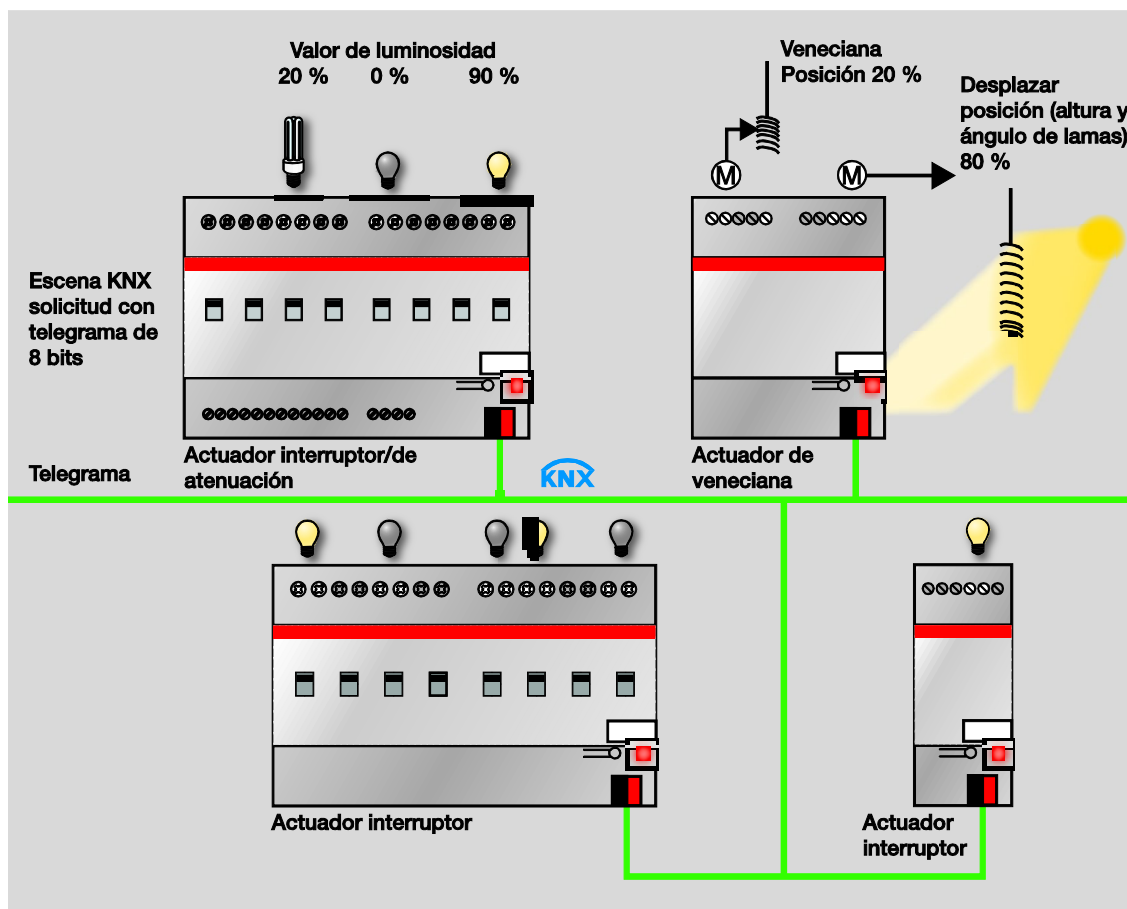 Valor de luminosidad
20 % 0 % 90 %
Veneciana
Posición 20 %
Desplazar
posición (altura y
ángulo de lamas)
80 %
M
M
Escena KNX
solicitud con
telegrama de
8 bits
Actuador interruptor/de
atenuación
Actuador de
veneciana
Telegrama
KNX
Actuador interruptor
Actuador
interruptor